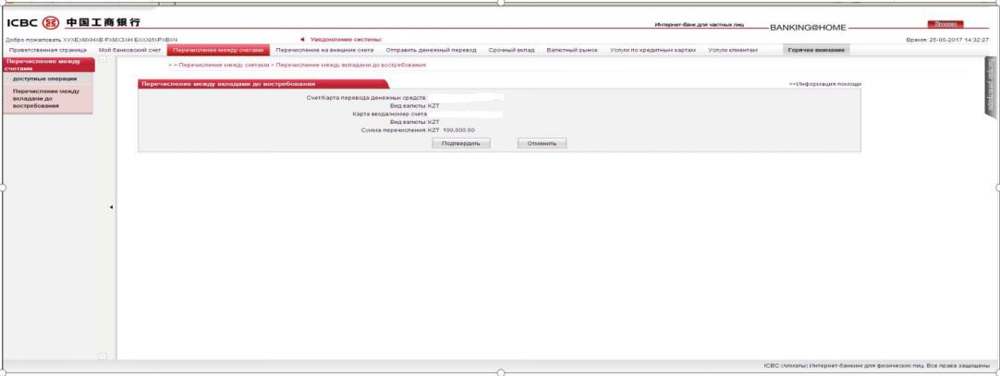 ICBC 中国工商银行
Интернет-банк для частных лиц BANKING@HOME
Добро пожаловать
Уведомление системы:
Время: 25-05-2017 14:32:27
Приветственная страница Мой банковский счет Перечисление между счетами Перечисление на внешние счета Отправить денежный перевод Срочный вклад Валютный рынок Услуги по кредитным картам Услуги клиентам Горячее внимание
Перечисление между счетами
доступные операции
Перечисление между вкладами до востребования
> > Перечисление между счетами > Перечисление между вкладами до востребования
Перечисление между вкладами до востребования
>>Информация помощи
Счет/Карта перевода денежных средств:
Вид валюты: KZT
Карта ввода/номер счета
Вид валюты: KZT
Сумма перечисления: KZT 100,000.00
Подтвердить Отменить
ICBC (Алматы) Интернет-банкинг для физических лиц. Все права защищены